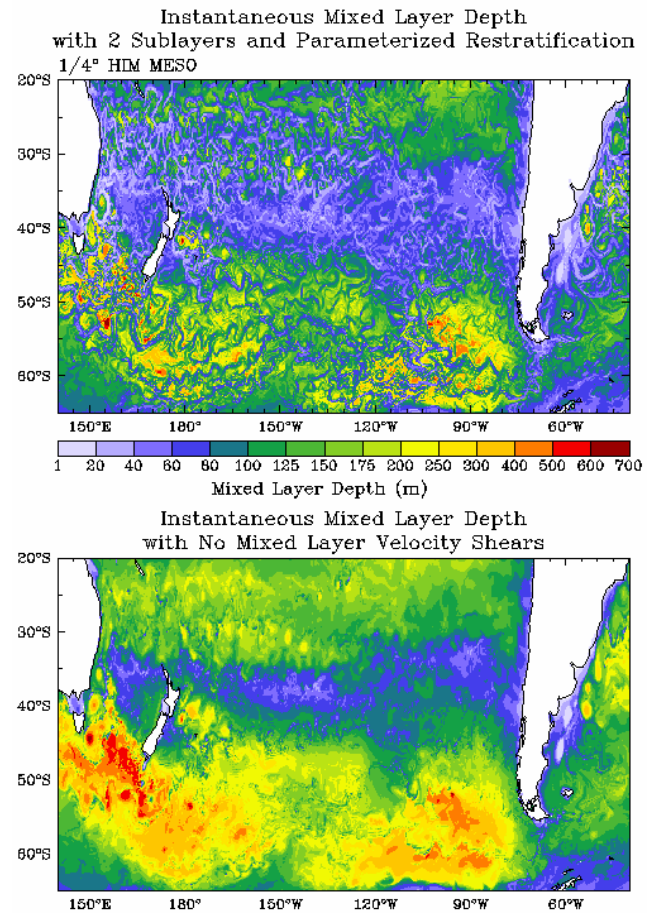 Instantaneous Mixed Layer Depth
with 2 Sublayers and Parameterized Restratification
1/4° HIM MESO
20°S
30°S
40°S
50°S
60°S
150°E 180° 150°W 120°W 90°W 60°W
1 20 40 60 80 100 125 150 175 200 250 300 400 500 600 700
Mixed Layer Depth (m)
Instantaneous Mixed Layer Depth
with No Mixed Layer Velocity Shears
20°S
30°S
40°S
50°S
60°S
150°E 180° 150°W 120°W 90°W 60°W